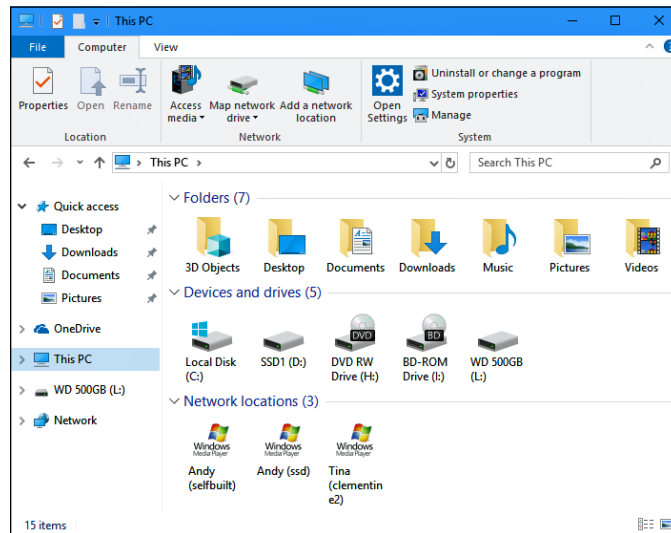 This PC
File Computer View
Properties Open Rename
Access media Map network drive Add a network location
Open Settings
Uninstall or change a program
System properties
Manage
Location Network System
This PC
Search This PC
Quick access
Desktop
Downloads
Documents
Pictures
OneDrive
This PC
WD 500GB (L:)
Network
Folders (7)
3D Objects Desktop Documents Downloads Music Pictures Videos
Devices and drives (5)
DVD BD
Local Disk (C:) SSD1 (D:) DVD RW Drive (H:) BD-ROM Drive (I:) WD 500GB (L:)
Network locations (3)
Windows Media Player Windows Media Player Windows Media Player
Andy (selfbuilt) Andy (ssd) Tina (clementine2)
15 items